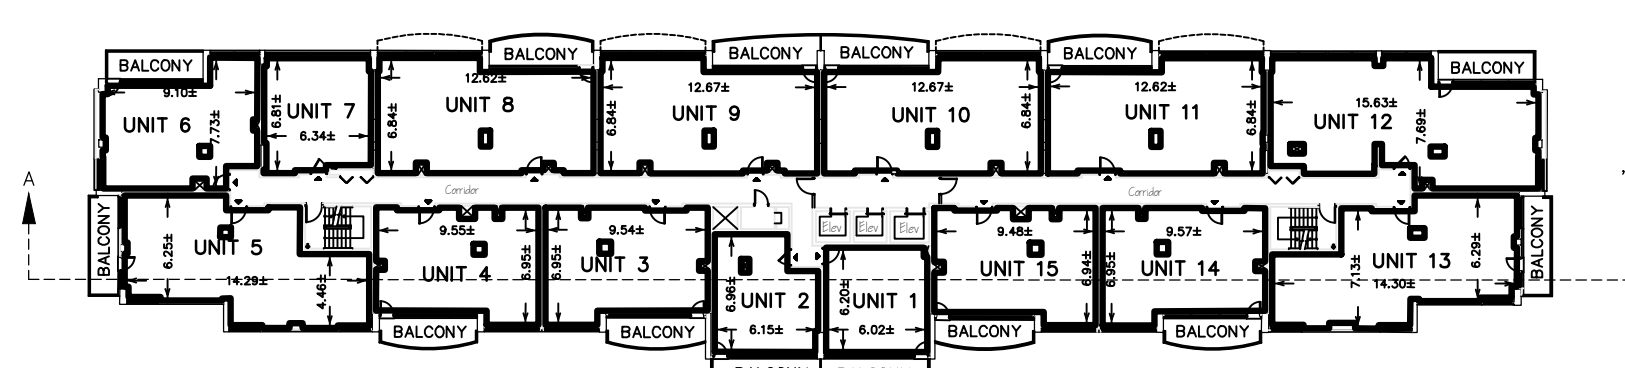 BALCONY
BALCONY
BALCONY
BALCONY
BALCONY
BALCONY
9.10±
UNIT 6
7.73±
6.81±
UNIT 7
6.34±
12.62±
6.84±
UNIT 8
12.67±
6.84±
UNIT 9
12.67±
UNIT 10
6.84±
12.62±
UNIT 11
6.84±
15.63±
UNIT 12
7.69±
A
Corridor
Corridor
BALCONY
6.25±
UNIT 5
14.29±
4.46±
9.55±
UNIT 4
6.95±
9.54±
6.95±
UNIT 3
Elev
Elev
Elev
6.96±
UNIT 2
6.15±
6.20±
UNIT 1
6.02±
9.48±
UNIT 15
6.94±
9.57±
6.95±
UNIT 14
7.13±
UNIT 13
14.30±
6.29±
BALCONY
BALCONY
BALCONY
BALCONY
BALCONY
BALCONY
BALCONY